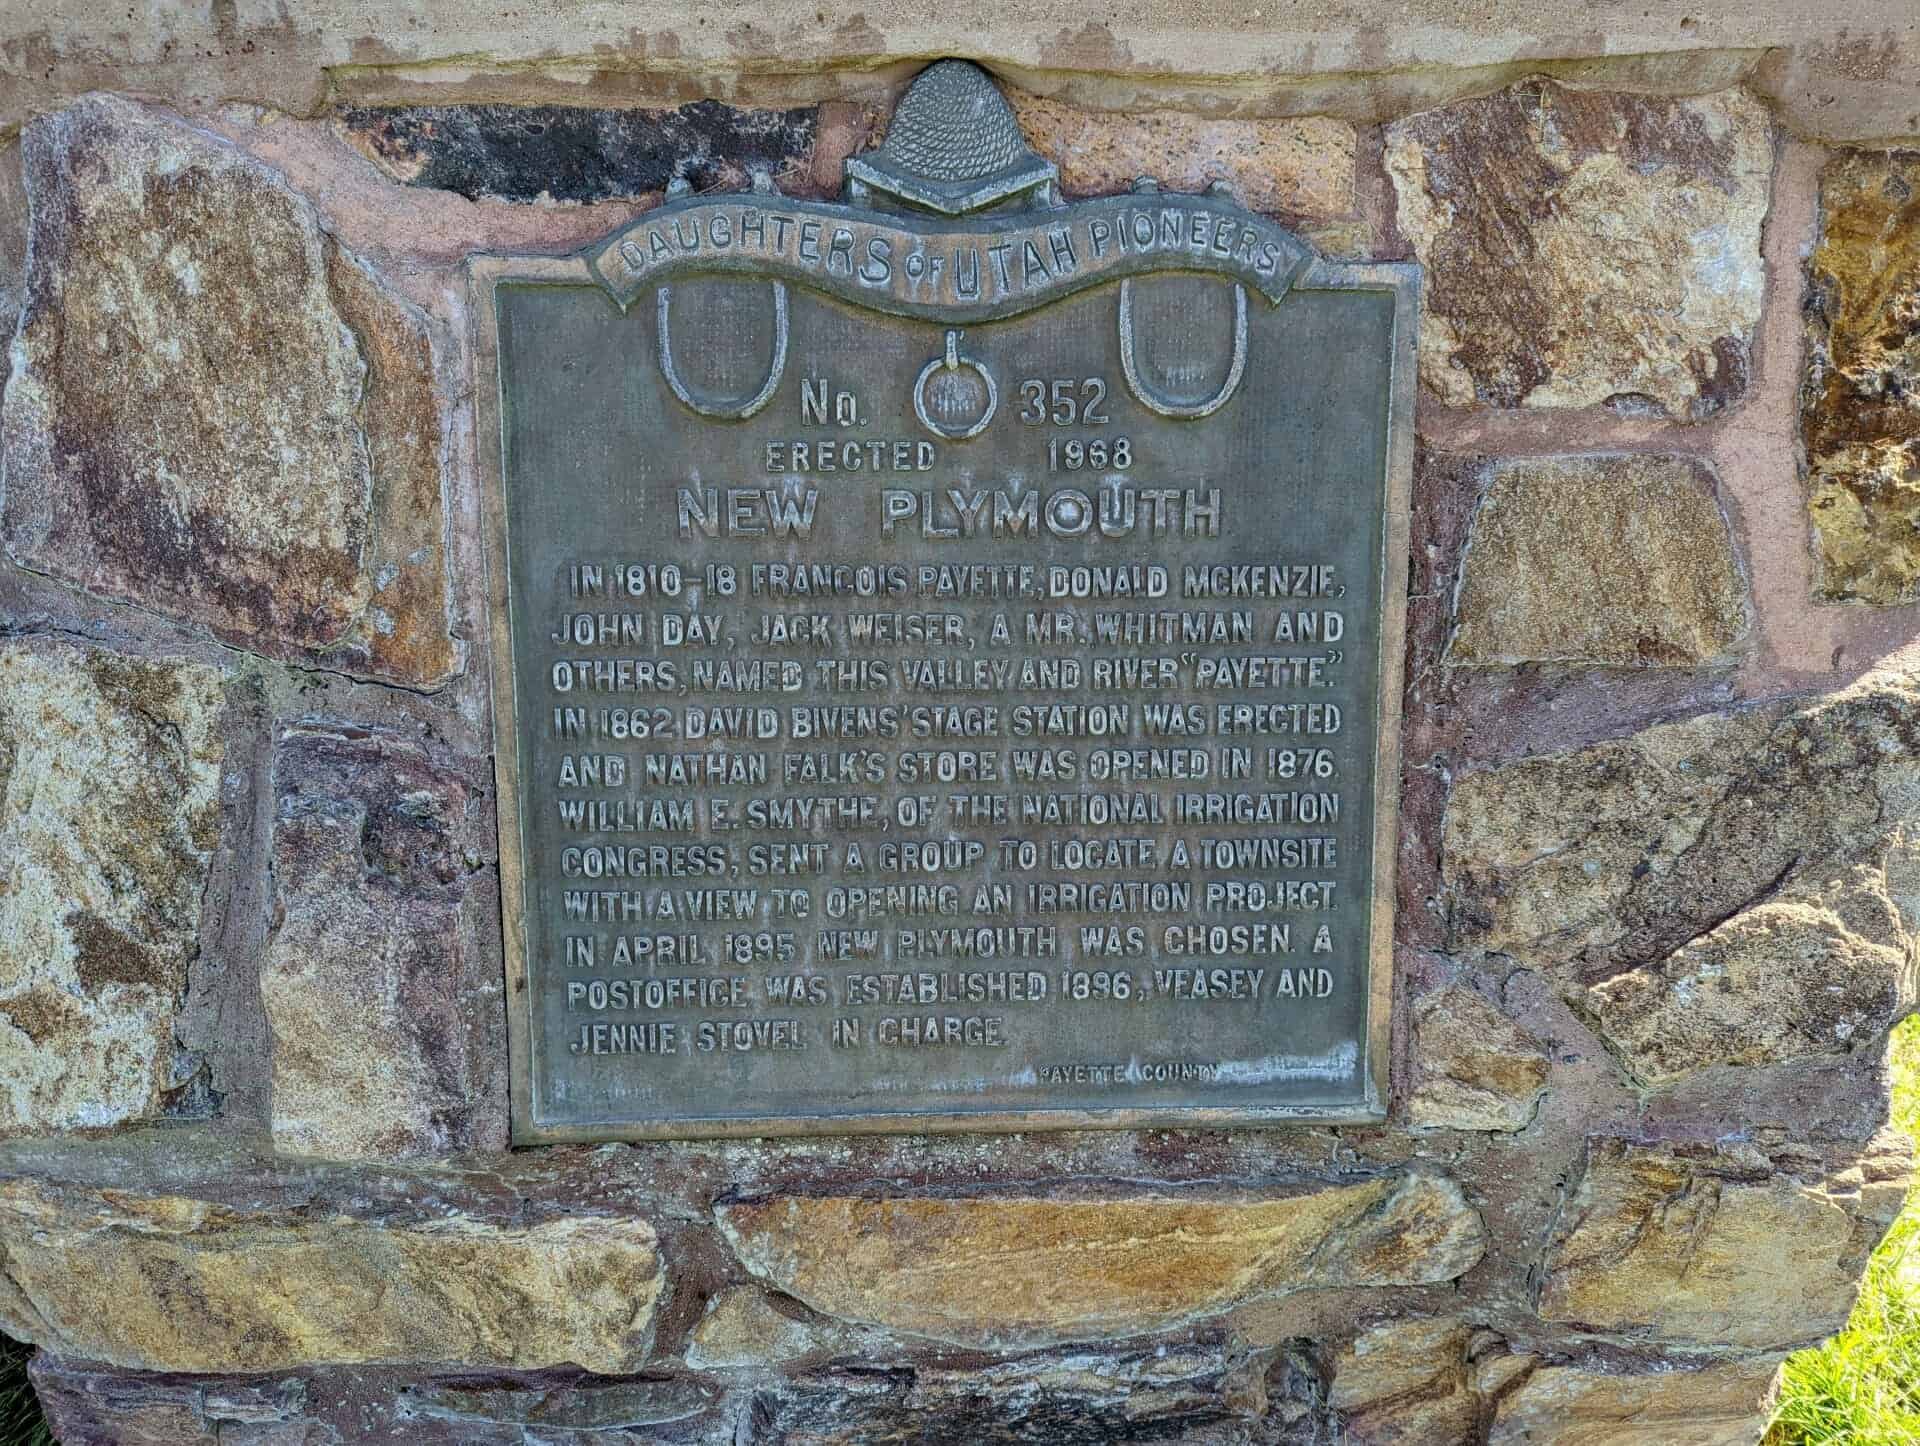 DAUGHTERS OF UTAH PIONEERS
No. 352
ERECTED 1968
NEW PLYMOUTH
IN 1810-18 FRANCOIS PAYETTE, DONALD MCKENZIE,
JOHN DAY, JACK WEISER, A MR. WHITMAN AND
OTHERS, NAMED THIS VALLEY AND RIVER "PAYETTE."
IN 1862 DAVID BIVENS' STAGE STATION WAS ERECTED
AND NATHAN FALK'S STORE WAS OPENED IN 1876.
WILLIAM E. SMYTHE, OF THE NATIONAL IRRIGATION
CONGRESS, SENT A GROUP TO LOCATE A TOWNSITE
WITH A VIEW TO OPENING AN IRRIGATION PROJECT.
IN APRIL 1895 NEW PLYMOUTH WAS CHOSEN. A
POSTOFFICE WAS ESTABLISHED 1896, VEASEY AND
JENNIE STOVEL IN CHARGE.
PAYETTE COUNTY